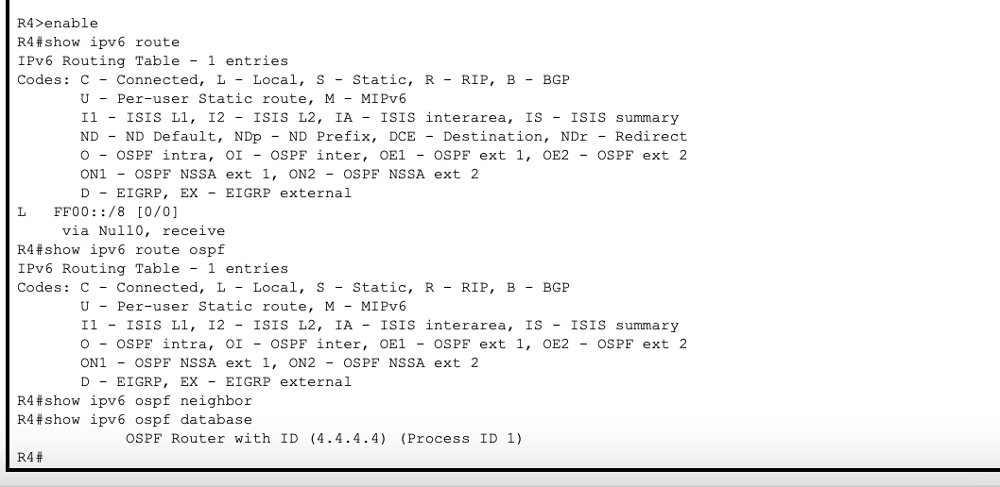 R4>enable
R4#show ipv6 route
IPv6 Routing Table - 1 entries
Codes: C - Connected, L - Local, S - Static, R - RIP, B - BGP
       U - Per-user Static route, M - MIPv6
       I1 - ISIS L1, I2 - ISIS L2, IA - ISIS interarea, IS - ISIS summary
       ND - ND Default, NDp - ND Prefix, DCE - Destination, NDr - Redirect
       O - OSPF intra, OI - OSPF inter, OE1 - OSPF ext 1, OE2 - OSPF ext 2
       ON1 - OSPF NSSA ext 1, ON2 - OSPF NSSA ext 2
       D - EIGRP, EX - EIGRP external
L   FF00::/8 [0/0]
     via Null0, receive
R4#show ipv6 route ospf
IPv6 Routing Table - 1 entries
Codes: C - Connected, L - Local, S - Static, R - RIP, B - BGP
       U - Per-user Static route, M - MIPv6
       I1 - ISIS L1, I2 - ISIS L2, IA - ISIS interarea, IS - ISIS summary
       O - OSPF intra, OI - OSPF inter, OE1 - OSPF ext 1, OE2 - OSPF ext 2
       ON1 - OSPF NSSA ext 1, ON2 - OSPF NSSA ext 2
       D - EIGRP, EX - EIGRP external
R4#show ipv6 ospf neighbor
R4#show ipv6 ospf database
            OSPF Router with ID (4.4.4.4) (Process ID 1)
R4#